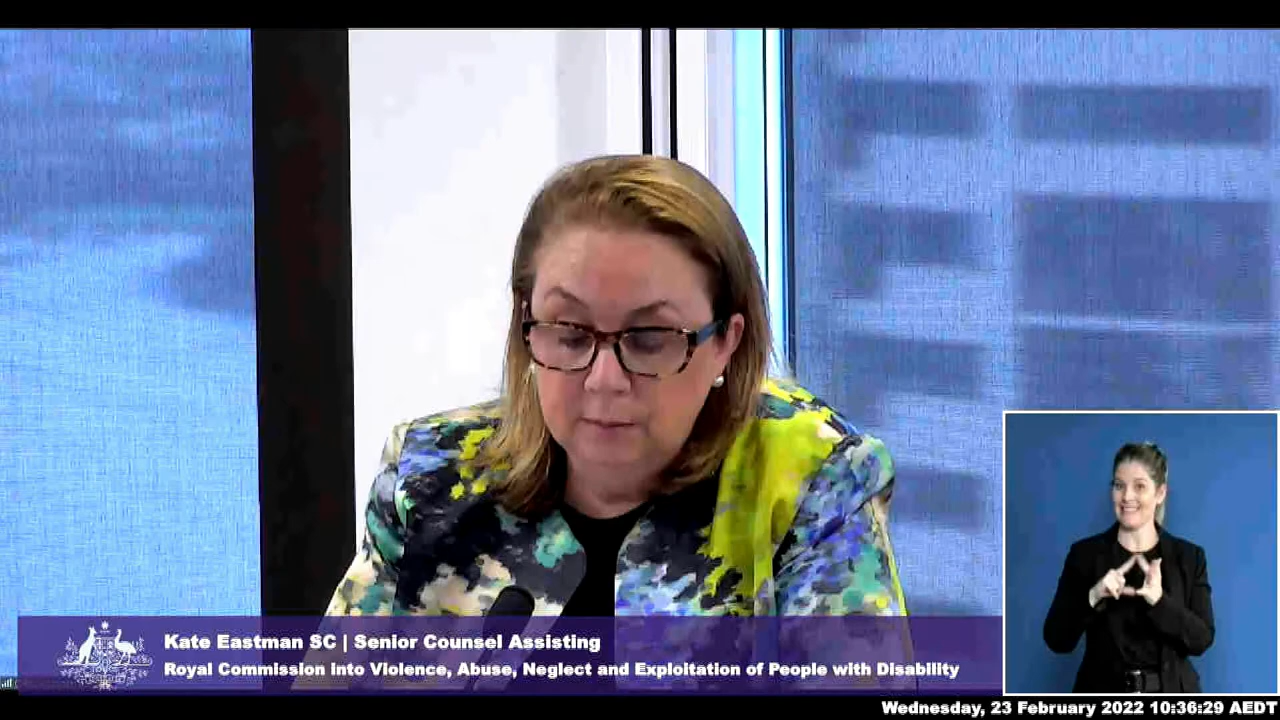 Kate Eastman SC | Senior Counsel Assisting
Royal Commission into Violence, Abuse, Neglect and Exploitation of People with Disability
Wednesday, 23 February 2022 10:36:29 AEDT